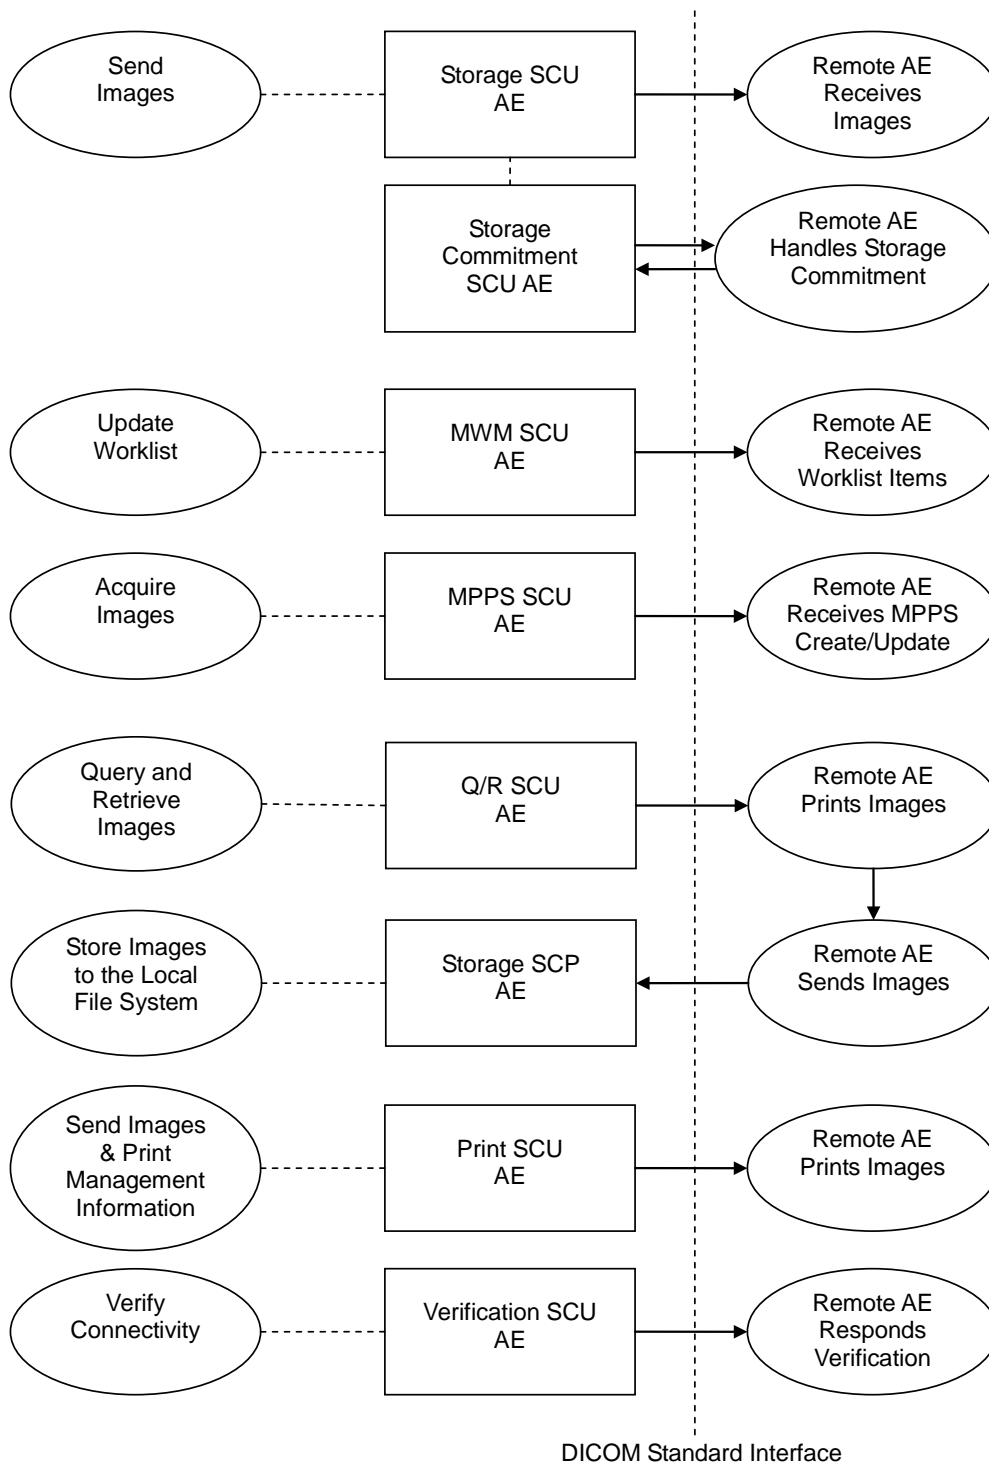 Send
Images
Storage SCU
AE
Remote AE
Receives
Images
Storage
Commitment
SCU AE
Remote AE
Handles Storage
Commitment
Update
Worklist
MWM SCU
AE
Remote AE
Receives
Worklist Items
Acquire
Images
MPPS SCU
AE
Remote AE
Receives MPPS
Create/Update
Query and
Retrieve
Images
Q/R SCU
AE
Remote AE
Prints Images
Store Images
to the Local
File System
Storage SCP
AE
Remote AE
Sends Images
Send Images
& Print
Management
Information
Print SCU
AE
Remote AE
Prints Images
Verify
Connectivity
Verification SCU
AE
Remote AE
Responds
Verification
DICOM Standard Interface